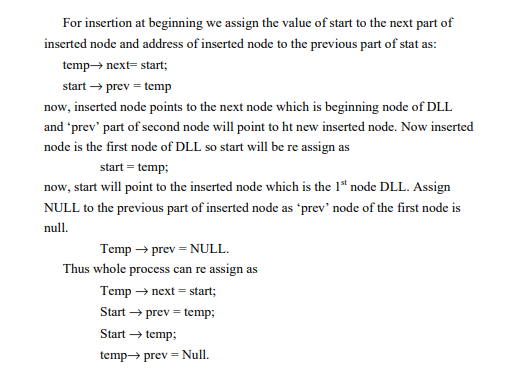 For insertion at beginning we assign the value of start to the next part of
inserted node and address of inserted node to the previous part of stat as:
temp→ next= start;
start → prev = temp
now, inserted node points to the next node which is beginning node of DLL
and ‘prev’ part of second node will point to ht new inserted node. Now inserted
node is the first node of DLL so start will be re assign as
start = temp;
now, start will point to the inserted node which is the 1st node DLL. Assign
NULL to the previous part of inserted node as ‘prev’ node of the first node is
null.
Temp → prev = NULL.
Thus whole process can re assign as
Temp → next = start;
Start → prev = temp;
Start → temp;
temp→ prev = Null.